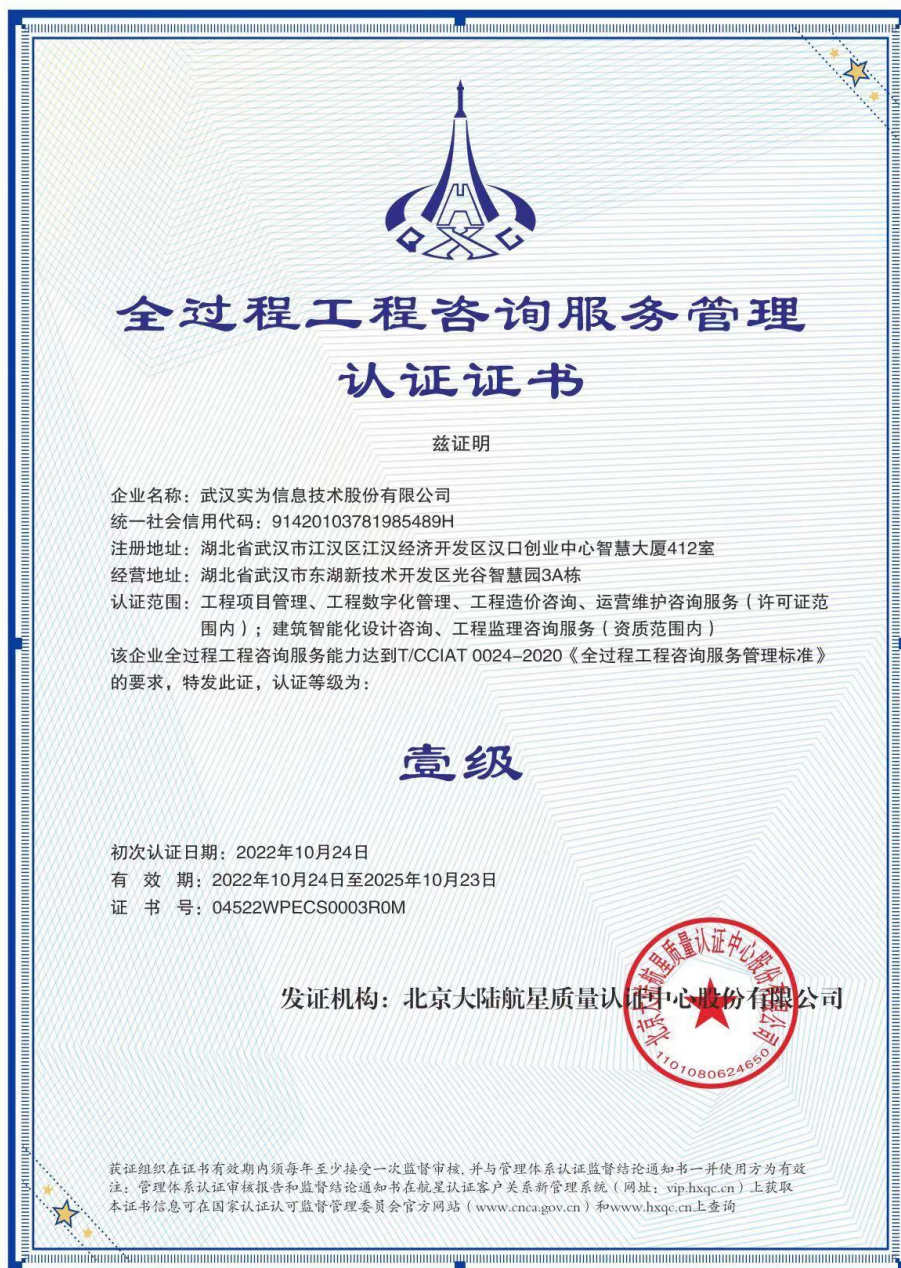 HXQC
全过程工程咨询服务管理
认证证书
兹证明
企业名称：武汉实为信息技术股份有限公司
统一社会信用代码：91420103781985489H
注册地址：湖北省武汉市江汉区江汉经济开发区汉口创业中心智慧大厦412室
经营地址：湖北省武汉市东湖新技术开发区光谷智慧园3A栋
认证范围：工程项目管理、工程数字化管理、工程造价咨询、运营维护咨询服务（许可证范
围内）；建筑智能化设计咨询、工程监理咨询服务（资质范围内）
该企业全过程工程咨询服务能力达到T/CCIAT 0024-2020《全过程工程咨询服务管理标准》
的要求，特发此证，认证等级为：
壹级
初次认证日期：2022年10月24日
有 效 期：2022年10月24日至2025年10月23日
证 书 号：04522WPECS0003R0M
发证机构：北京大陆航星质量认证中心股份有限公司
北京大陆航星质量认证中心股份有限公司
1101080624650
获证组织在证书有效期内须每年至少接受一次监督审核，并与管理体系认证监督结论通知书一并使用方为有效
注：管理体系认证审核报告和监督结论通知书在航星认证客户关系新管理系统（网址：vip.hxqc.cn）上获取
本证书信息可在国家认证认可监督管理委员会官方网站（www.cnca.gov.cn）和www.hxqc.cn上查询